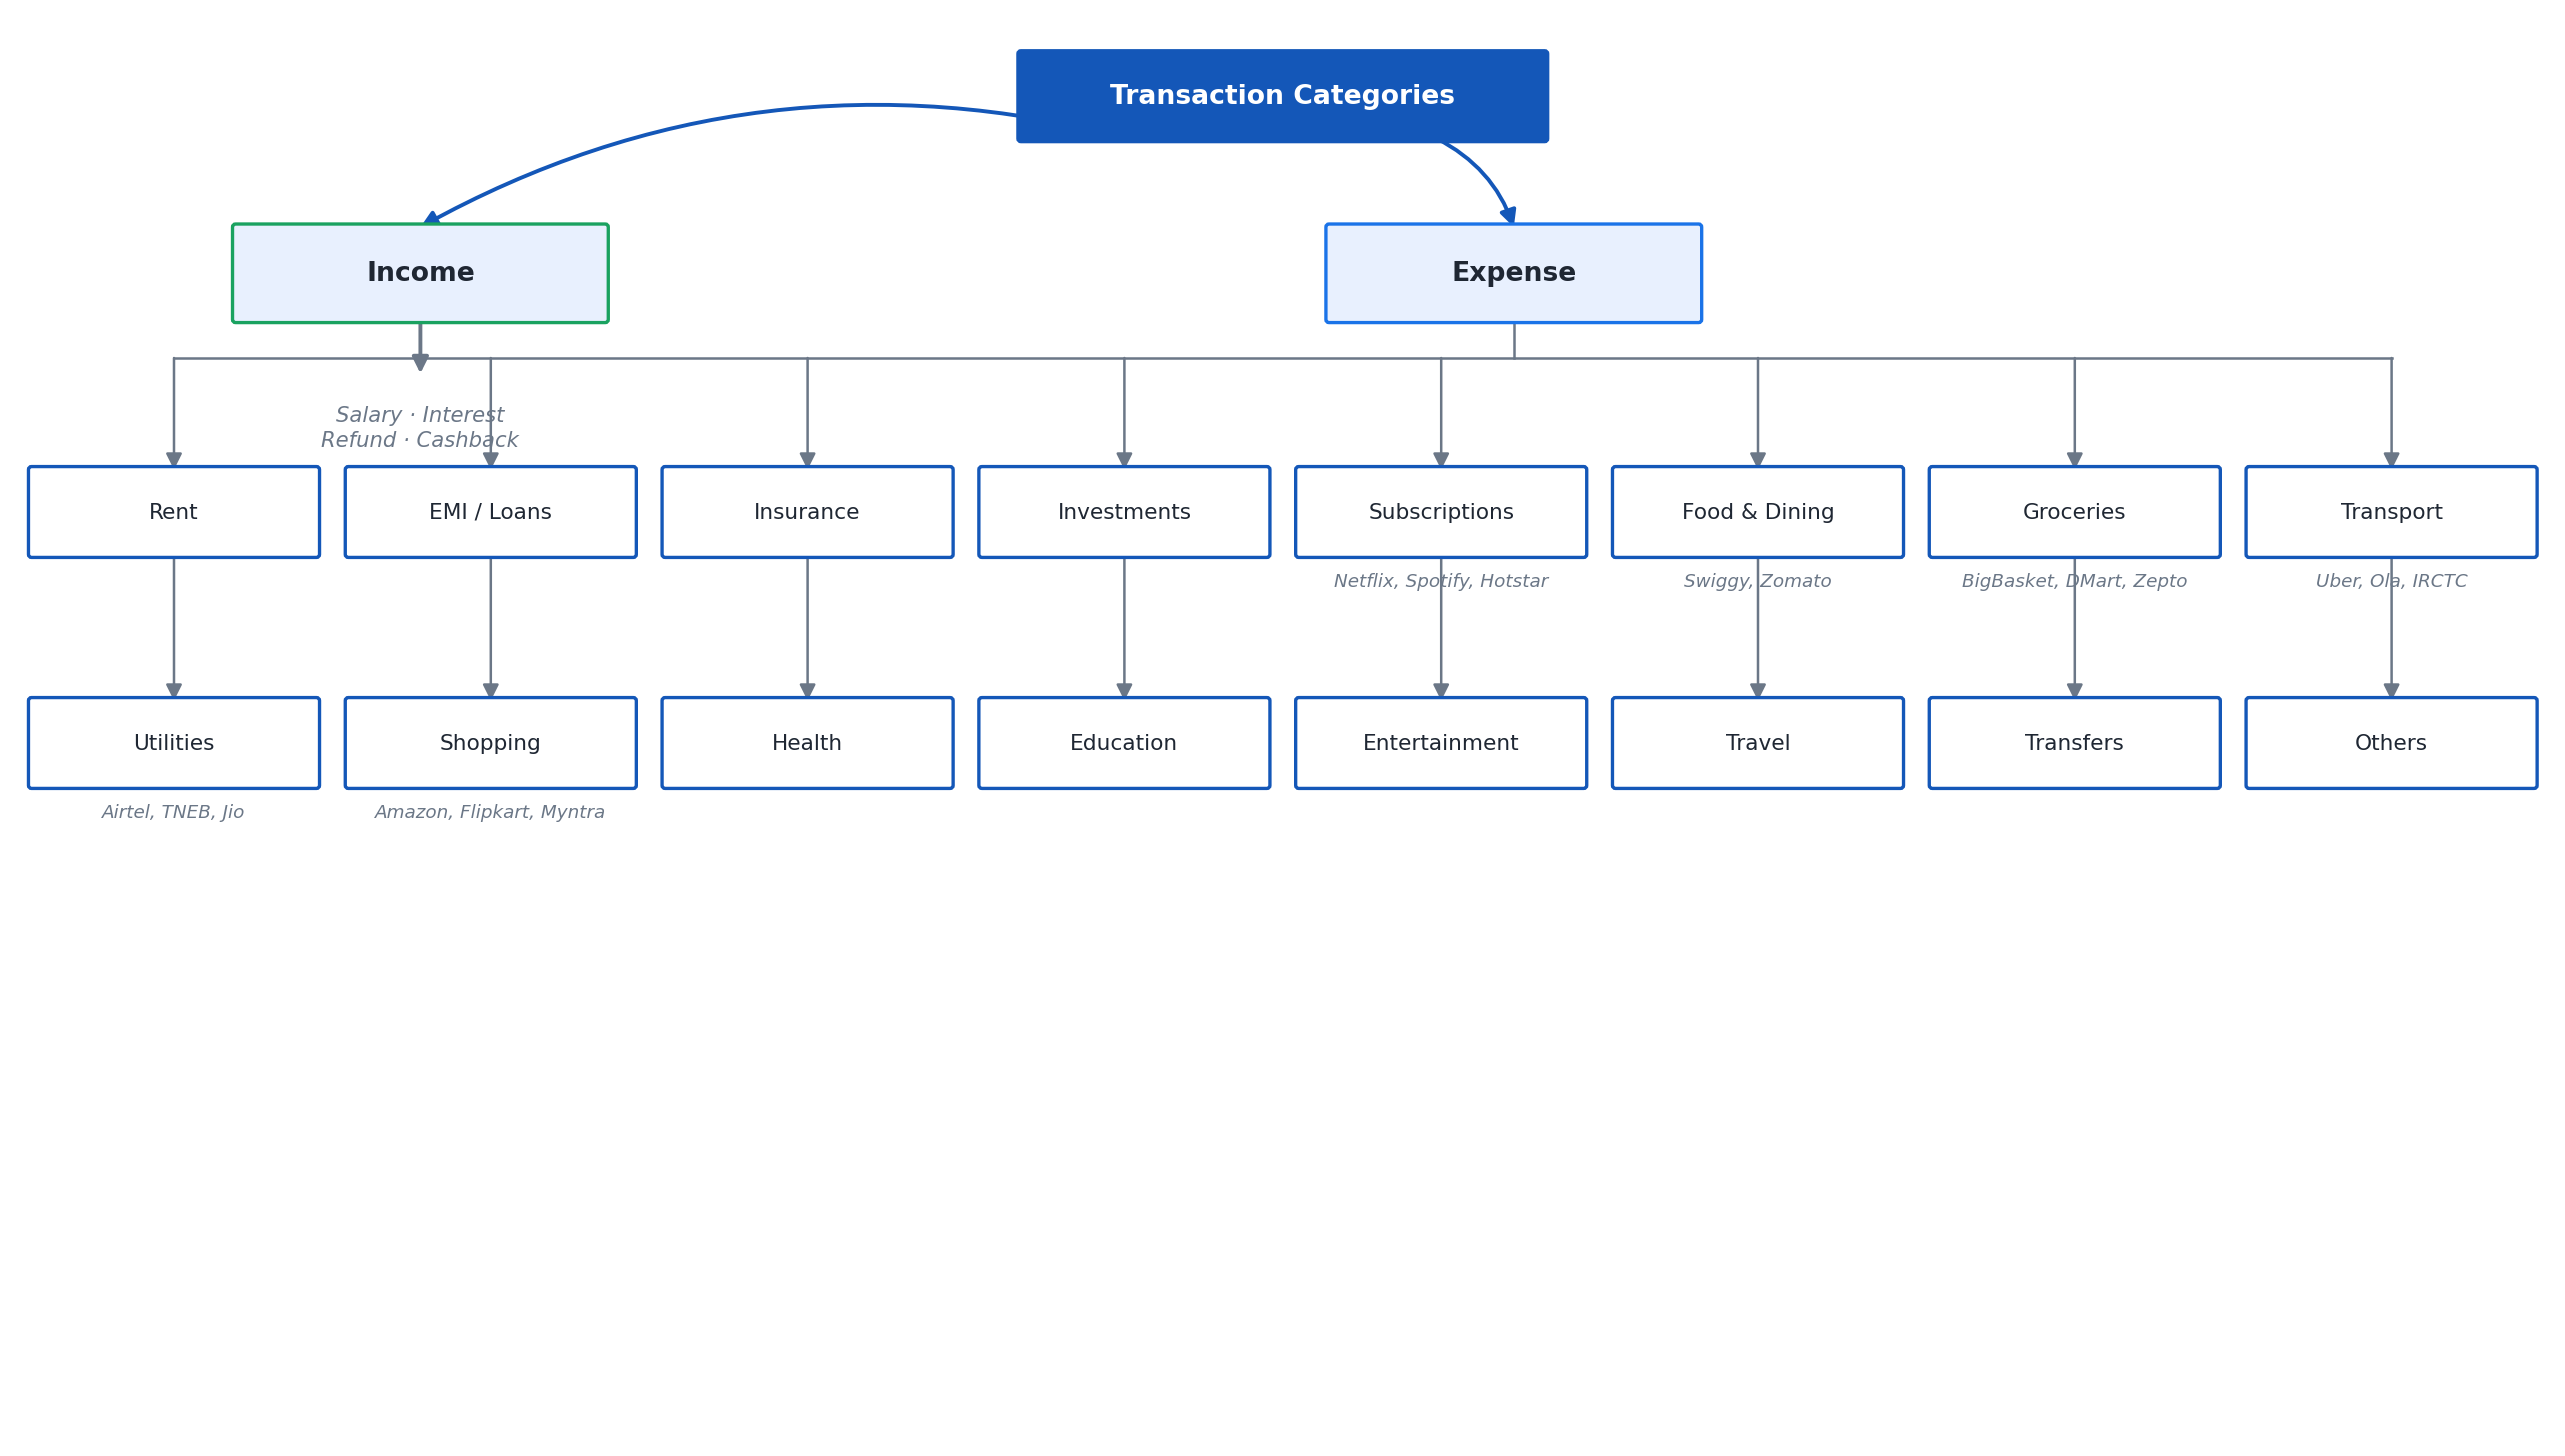 Transaction Categories
Income
Expense
Salary · Interest
Refund · Cashback
Rent
EMI / Loans
Insurance
Investments
Subscriptions
Food & Dining
Groceries
Transport
Netflix, Spotify, Hotstar
Swiggy, Zomato
BigBasket, DMart, Zepto
Uber, Ola, IRCTC
Utilities
Shopping
Health
Education
Entertainment
Travel
Transfers
Others
Airtel, TNEB, Jio
Amazon, Flipkart, Myntra